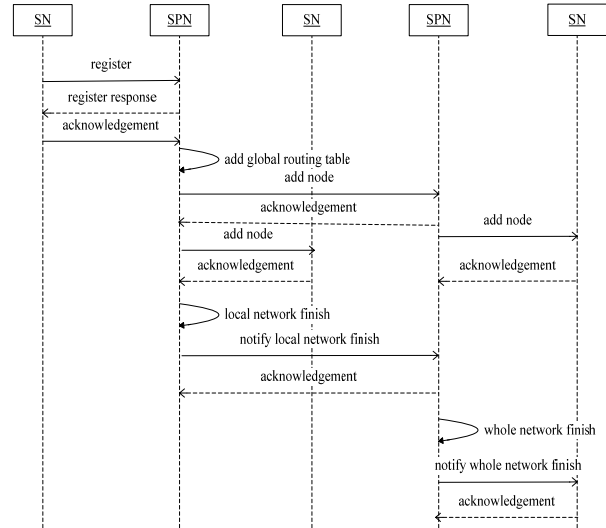 SN
SPN
SN
SPN
SN
register
register response
acknowledgement
add global routing table
add node
acknowledgement
add node
add node
acknowledgement
acknowledgement
local network finish
notify local network finish
acknowledgement
whole network finish
notify whole network finish
acknowledgement